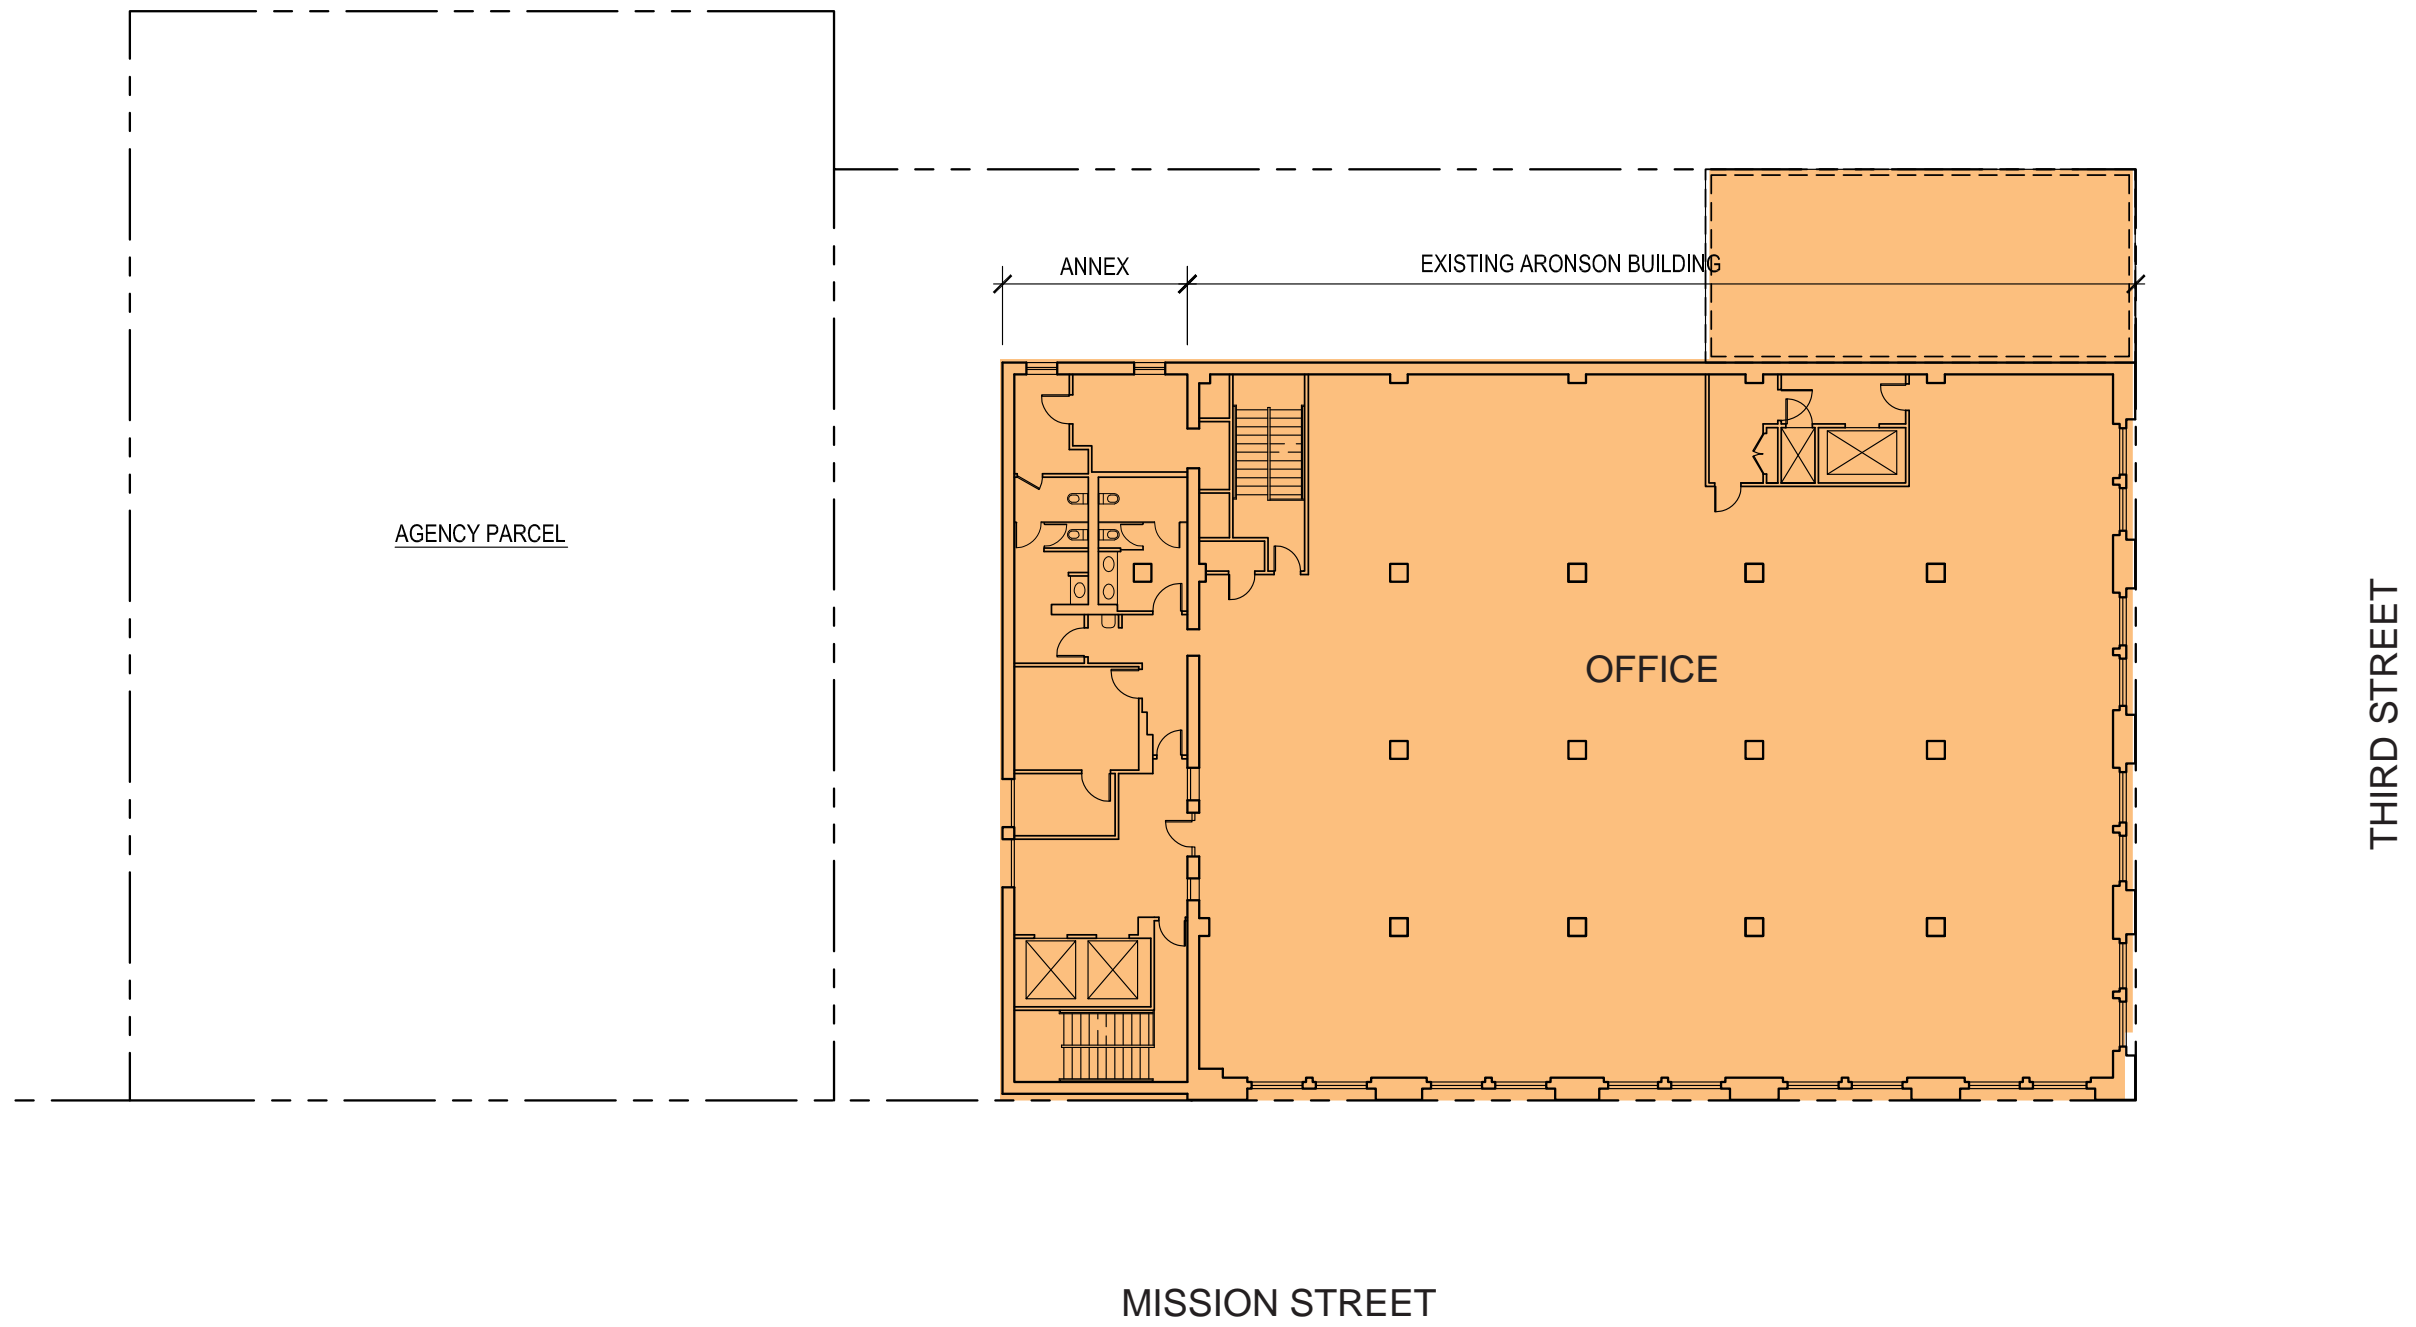 ANNEX
EXISTING ARONSON BUILDING
AGENCY PARCEL
OFFICE
THIRD STREET
MISSION STREET